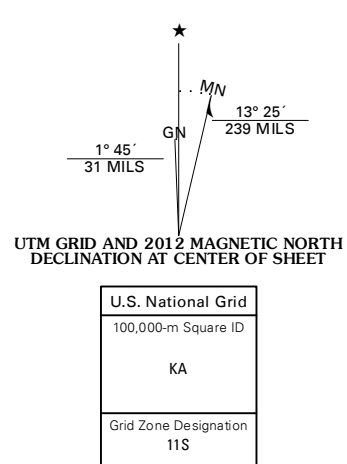 ★
MN
GN
13° 25´
239 MILS
1° 45´
31 MILS
UTM GRID AND 2012 MAGNETIC NORTH
DECLINATION AT CENTER OF SHEET
U.S. National Grid
100,000-m Square ID
KA
Grid Zone Designation
11S